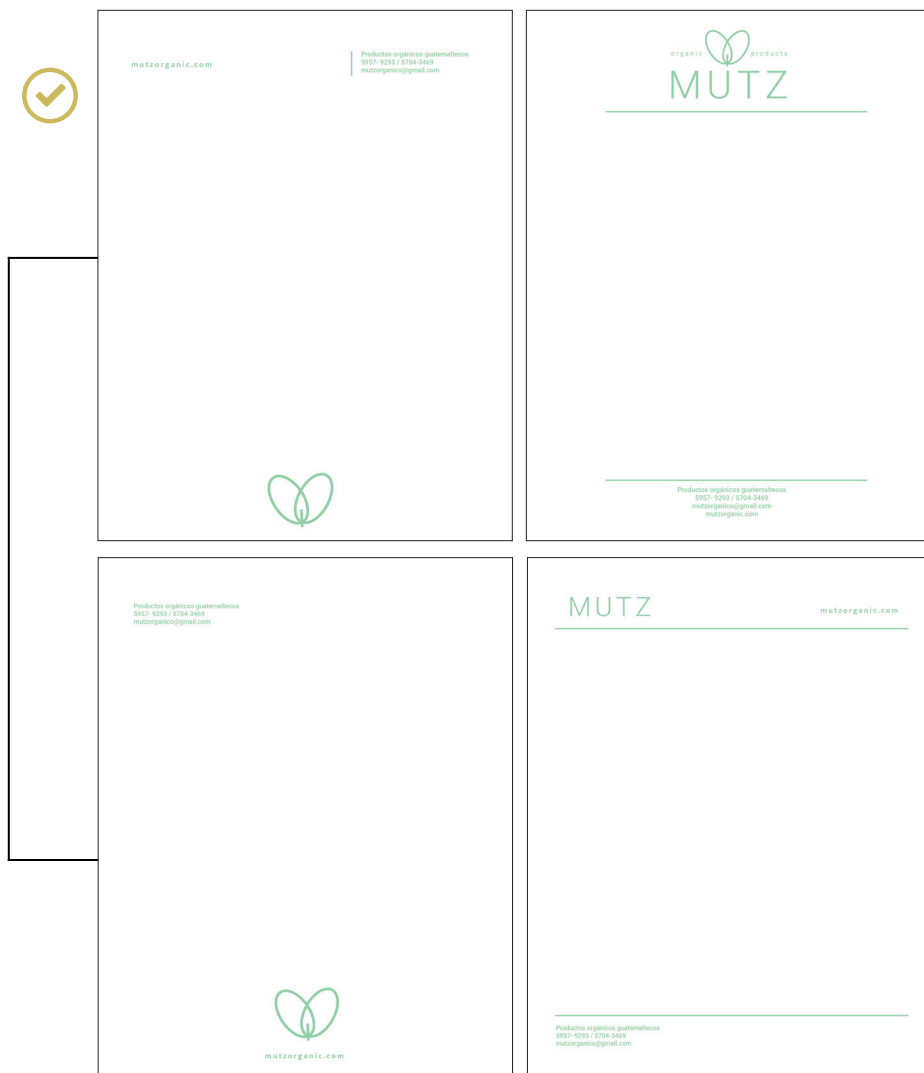 mutzorganic.com
Productos orgánicos guatemaltecos
5957- 9293 / 5704-3469
mutzorganico@gmail.com
organic products
MUTZ
Productos orgánicos guatemaltecos
5957- 9293 / 5704-3469
mutzorganico@gmail.com
mutzorganic.com
Productos orgánicos guatemaltecos
5957- 9293 / 5704-3469
mutzorganico@gmail.com
mutzorganic.com
MUTZ
mutzorganic.com
Productos orgánicos guatemaltecos
5957- 9293 / 5704-3469
mutzorganico@gmail.com